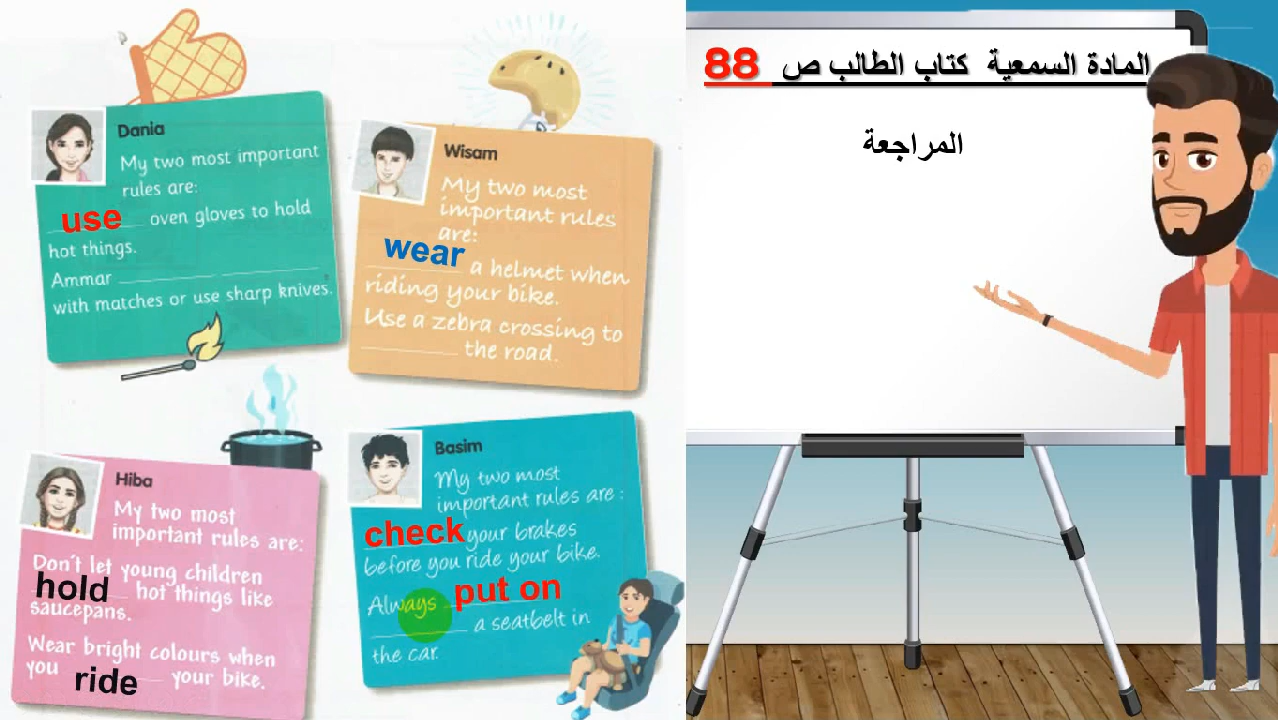 Dania
My two most important
rules are:
use oven gloves to hold
hot things.
Ammar ________ ________
with matches or use sharp knives.
Wisam
My two most
important rules
are:
wear a helmet when
riding your bike.
Use a zebra crossing to
________ the road.
Hiba
My two most
important rules are:
Don't let young children
hold hot things like
saucepans.
Wear bright colours when
you ride your bike.
Basim
My two most
important rules are :
check your brakes
before you ride your bike.
Always put on
________ a seatbelt in
the car.
المادة السمعية كتاب الطالب ص 88
المراجعة